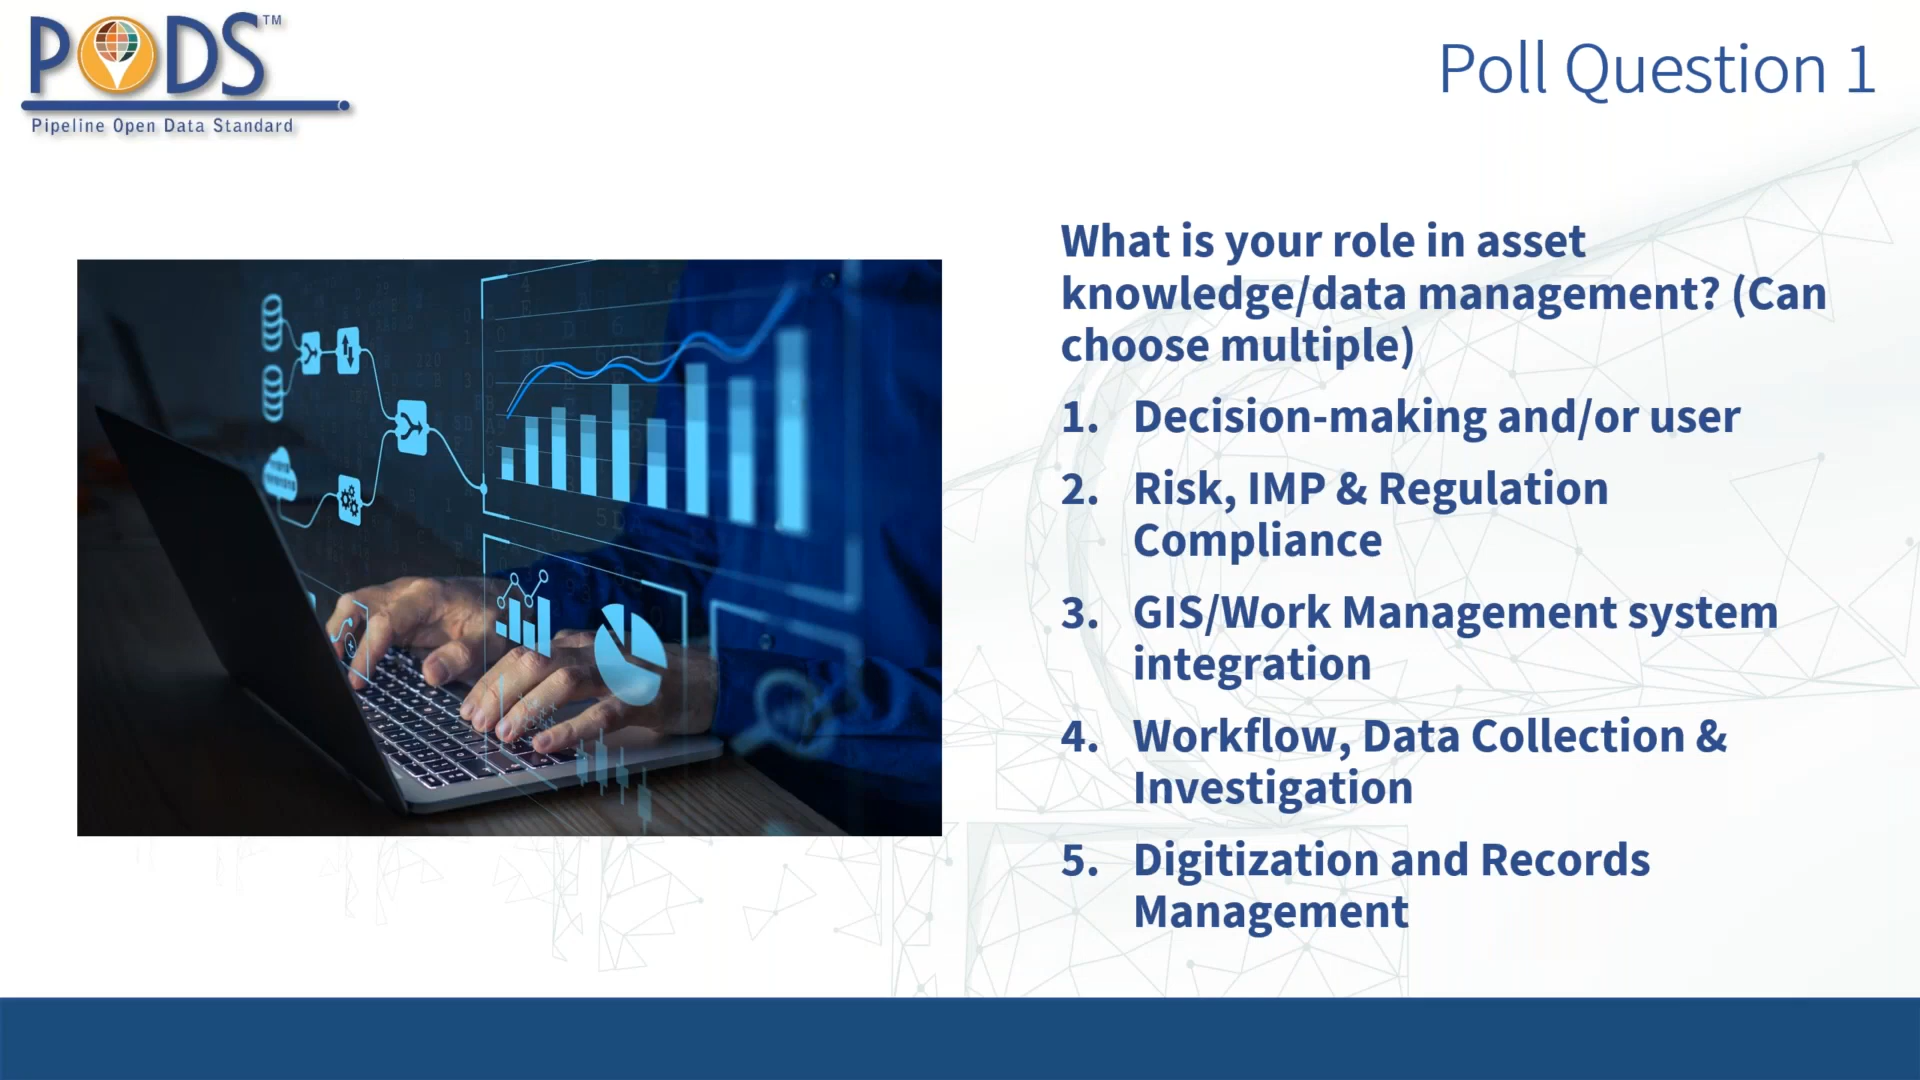 PODS™
Pipeline Open Data Standard
Poll Question 1
What is your role in asset
knowledge/data management? (Can
choose multiple)
1. Decision-making and/or user
2. Risk, IMP & Regulation
Compliance
3. GIS/Work Management system
integration
4. Workflow, Data Collection &
Investigation
5. Digitization and Records
Management